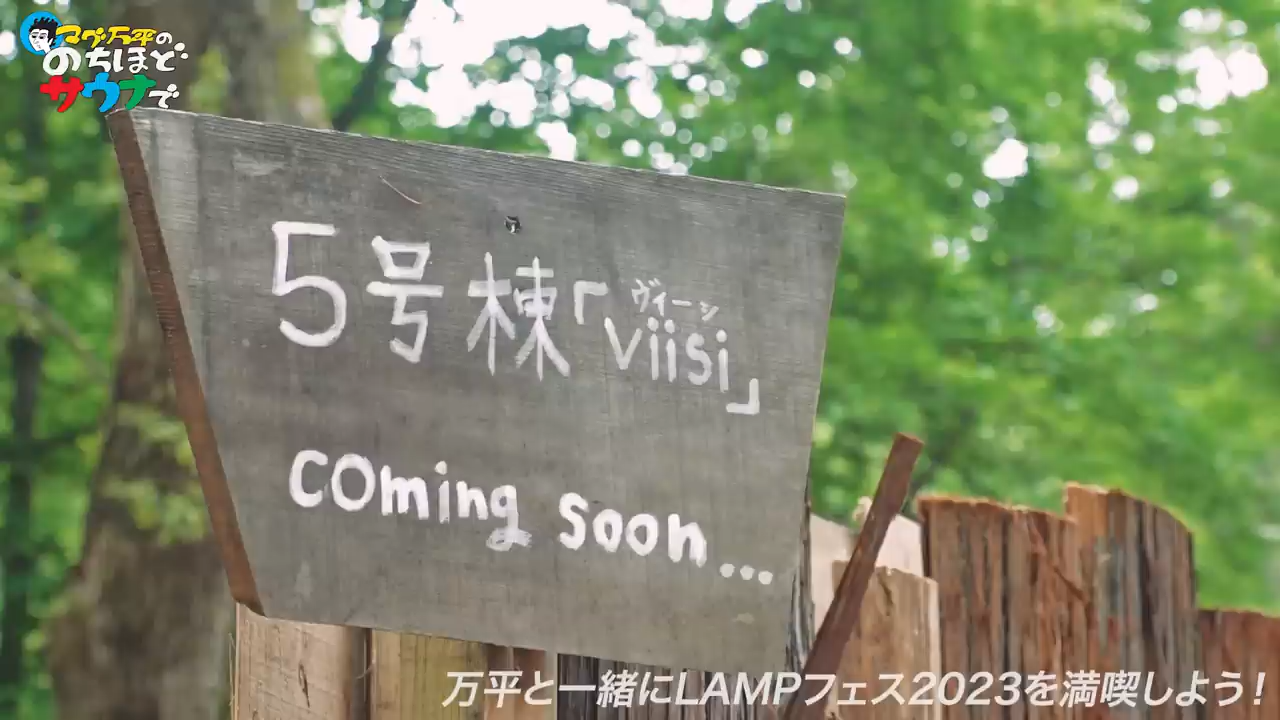 マグ万平の
のちほど
サウナで
5号棟「viisi」
ヴィーシ
coming soon...
万平と一緒にLAMPフェス2023を満喫しよう!